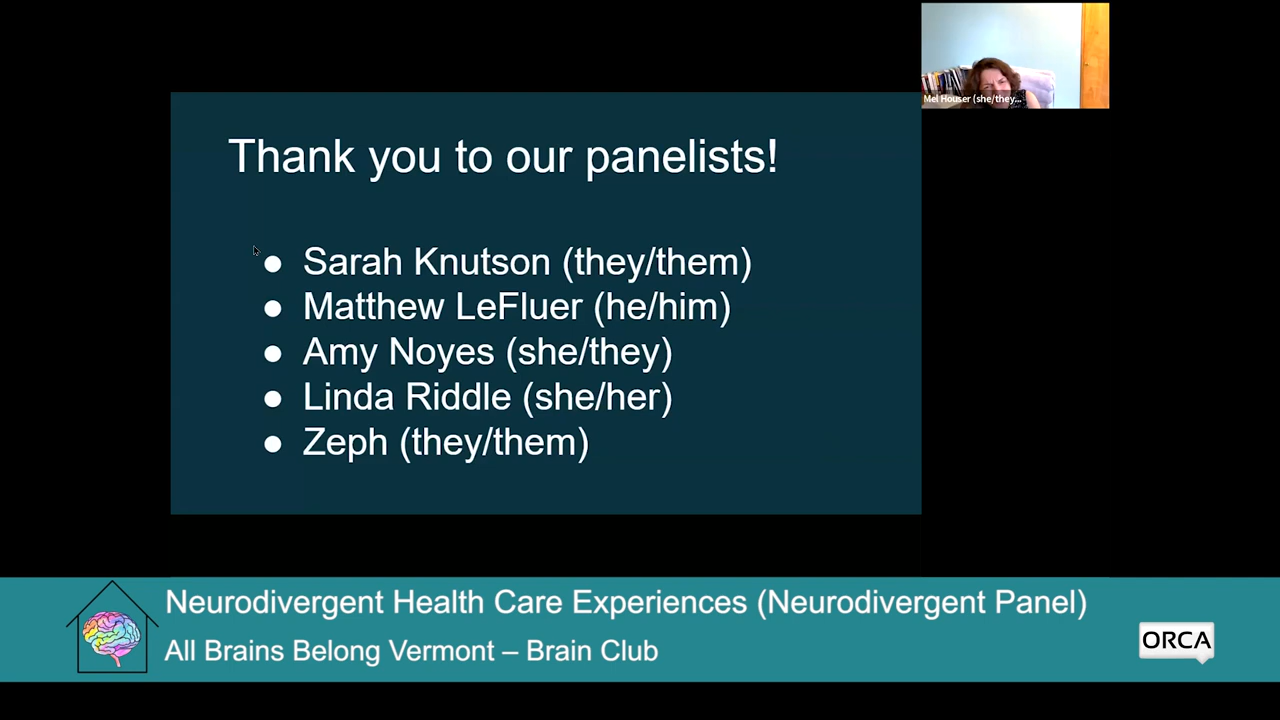 Mel Houser (she/they...
Thank you to our panelists!
● Sarah Knutson (they/them)
● Matthew LeFluer (he/him)
● Amy Noyes (she/they)
● Linda Riddle (she/her)
● Zeph (they/them)
Neurodivergent Health Care Experiences (Neurodivergent Panel)
All Brains Belong Vermont – Brain Club
ORCA